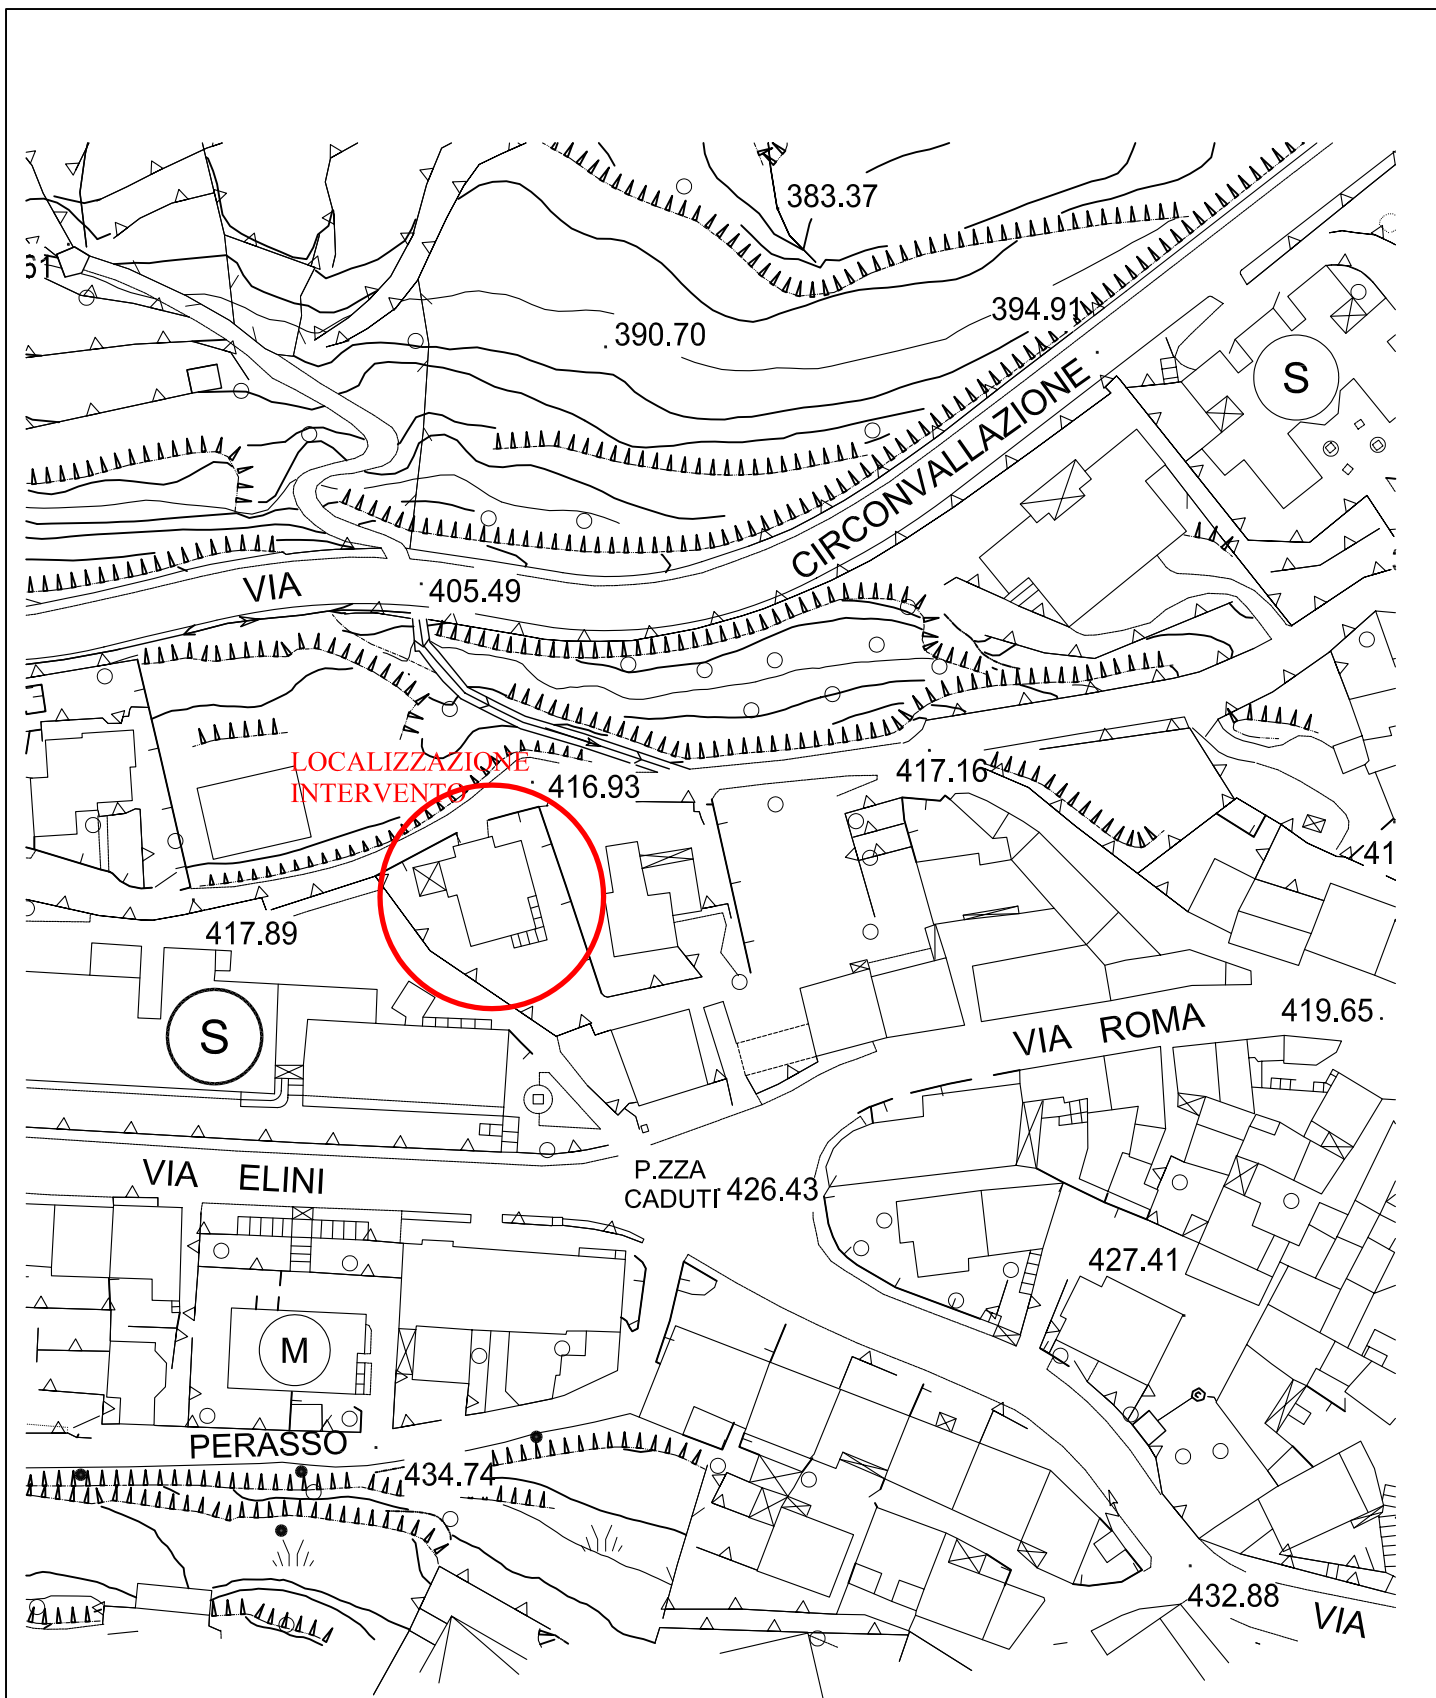 383.37
61
394.91
390.70
S
CIRCONVALLAZIONE
VIA
405.49
LOCALIZZAZIONE
INTERVENTO
416.93
417.16
41
417.89
S
VIA ROMA
419.65
VIA ELINI
P.ZZA
CADUTI
426.43
427.41
M
PERASSO
434.74
432.88
VIA